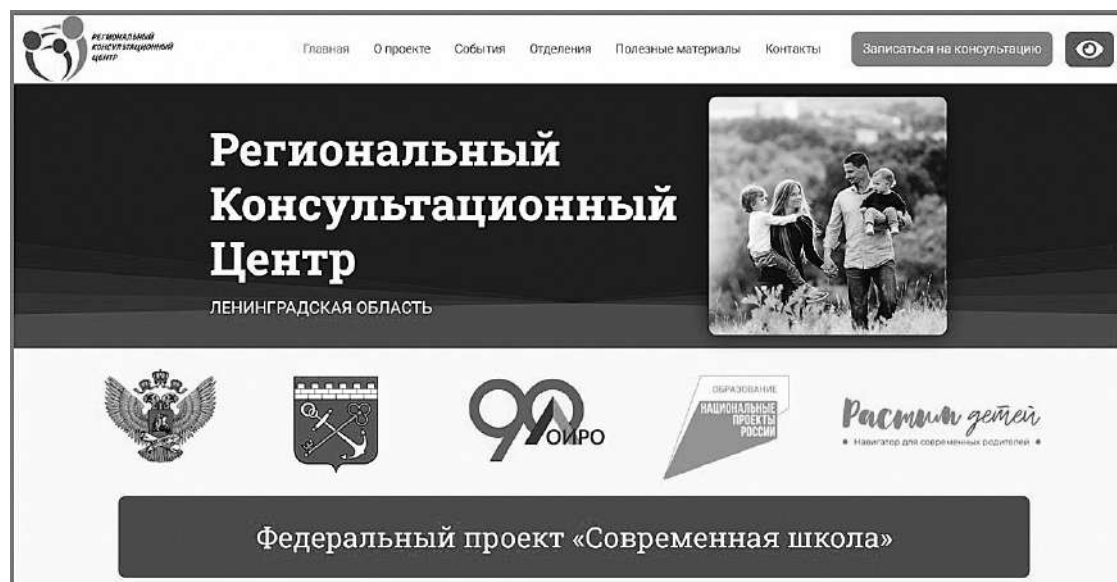 РЕГИОНАЛЬНЫЙ
КОНСУЛЬТАЦИОННЫЙ
ЦЕНТР
Главная О проекте События Отделения Полезные материалы Контакты Записаться на консультацию
Региональный
Консультационный
Центр
ЛЕНИНГРАДСКАЯ ОБЛАСТЬ
90
ОИРО
ОБРАЗОВАНИЕ
НАЦИОНАЛЬНЫЕ
ПРОЕКТЫ
РОССИИ
Растим детей
• Навигатор для современных родителей •
Федеральный проект «Современная школа»